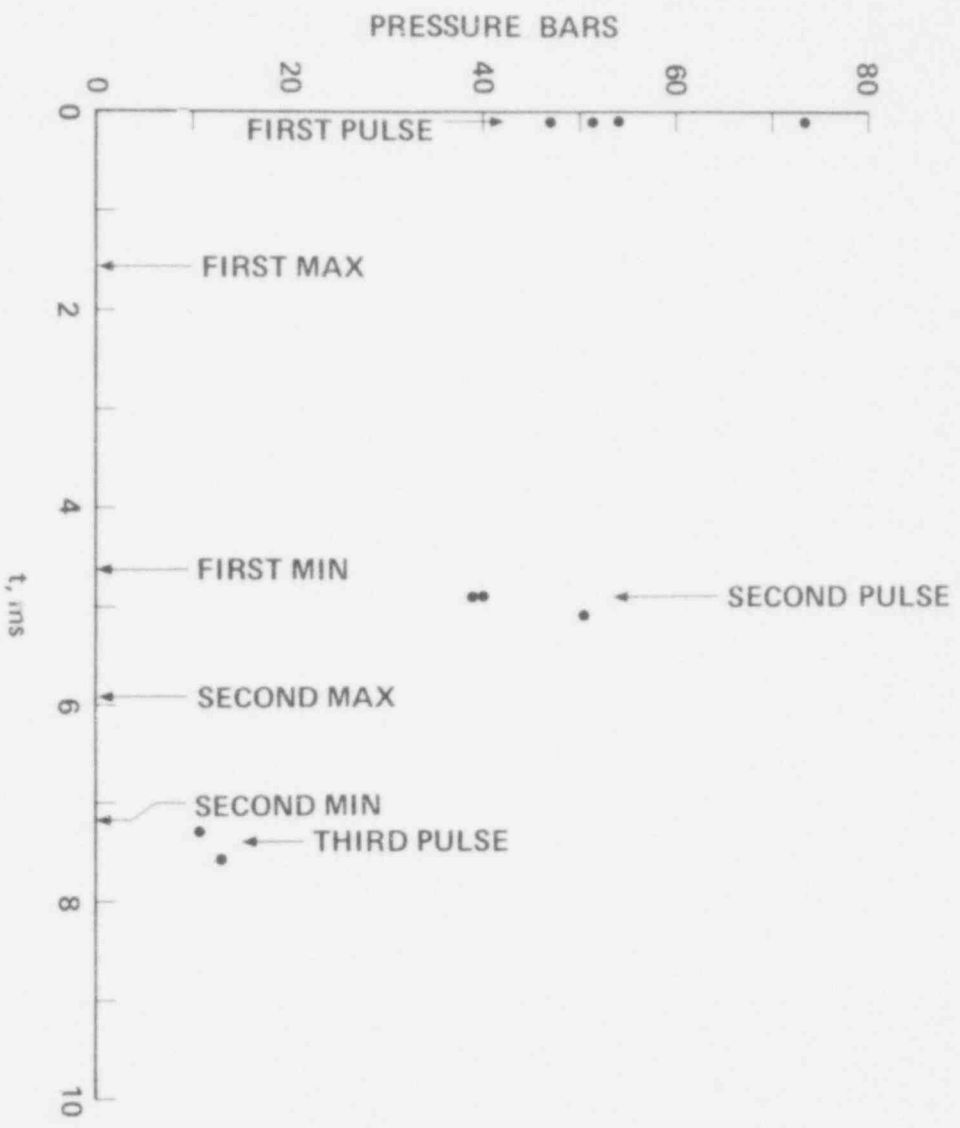 PRESSURE BARS
0 20 40 60 80
0
FIRST PULSE
FIRST MAX
2
4
FIRST MIN
SECOND PULSE
t, ms
SECOND MAX
6
SECOND MIN
THIRD PULSE
8
10